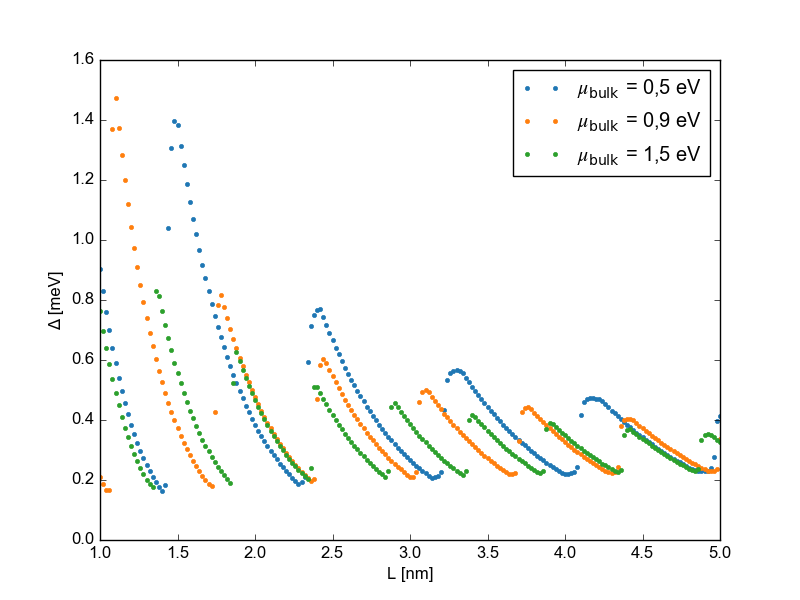 1.6
1.4
1.2
1.0
0.8
0.6
0.4
0.2
0.0
Δ [meV]
μbulk = 0,5 eV
μbulk = 0,9 eV
μbulk = 1,5 eV
1.0 1.5 2.0 2.5 3.0 3.5 4.0 4.5 5.0
L [nm]